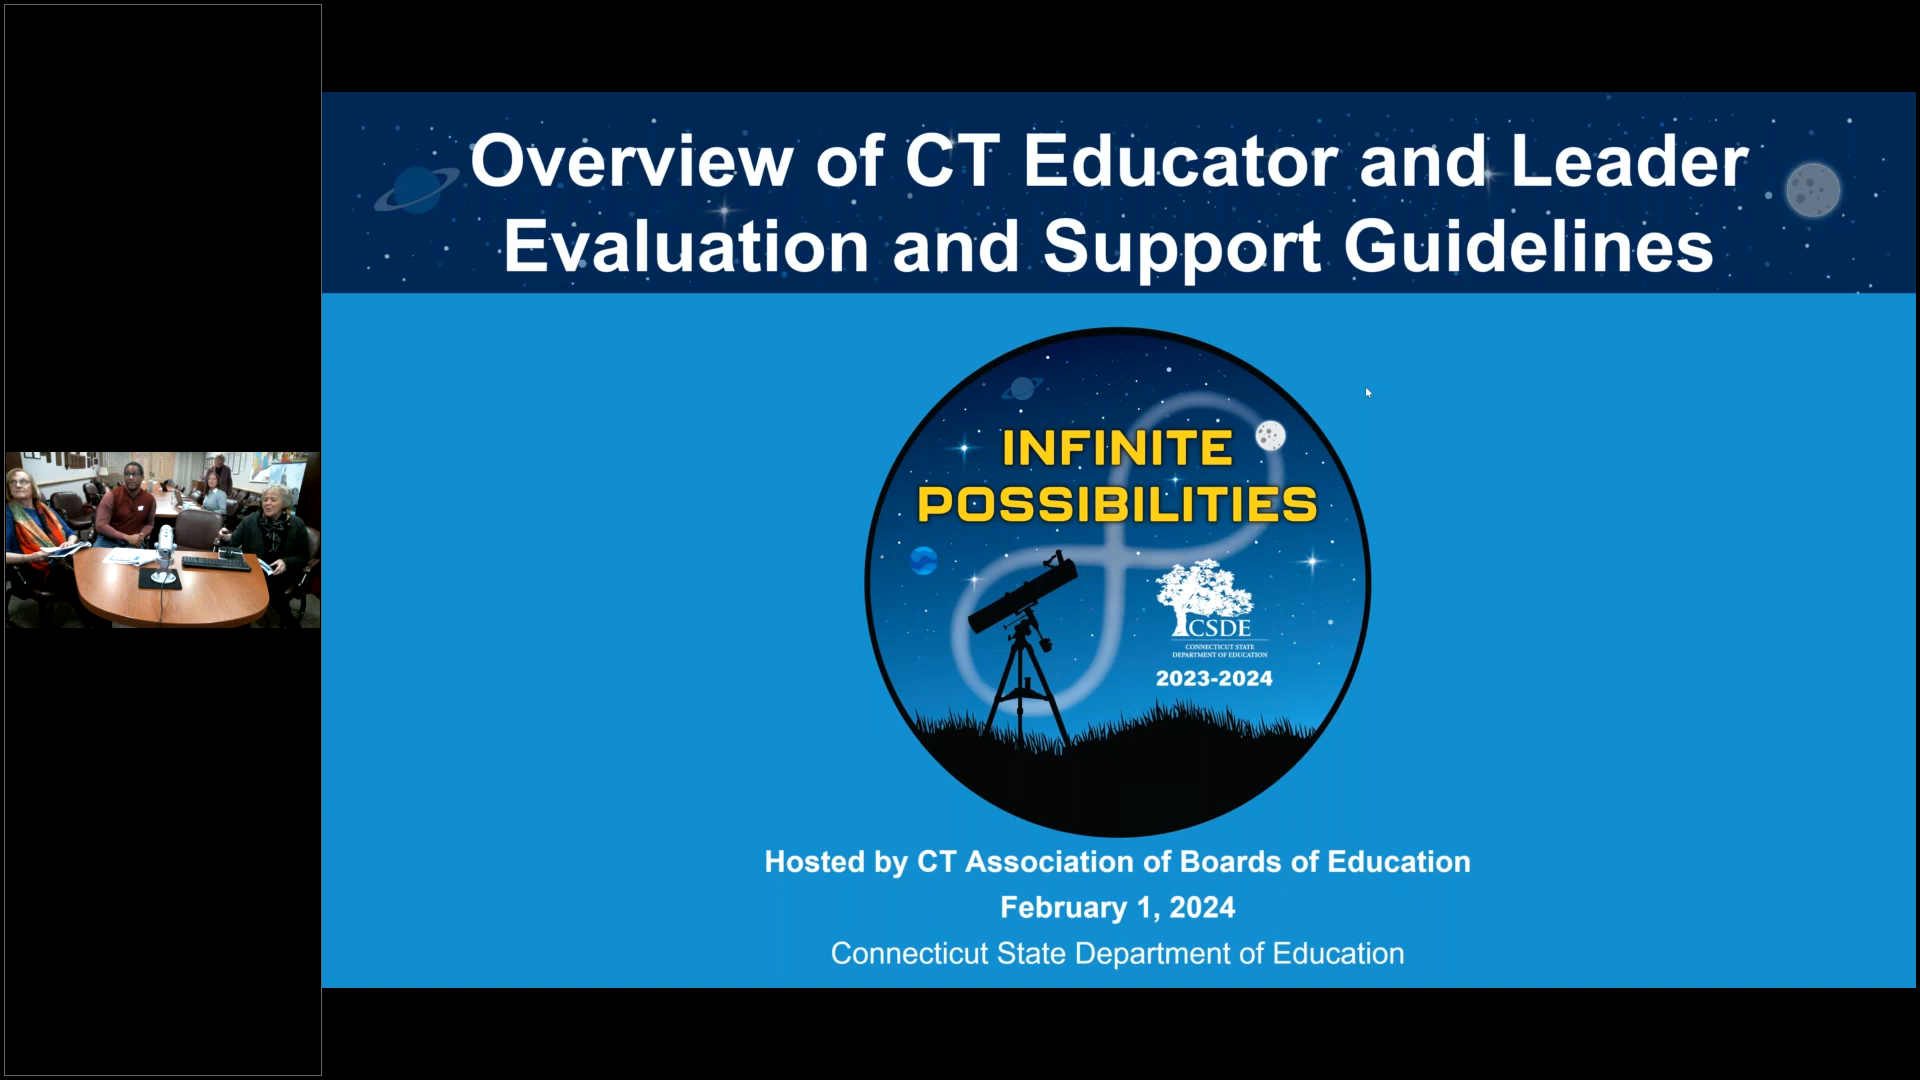 Overview of CT Educator and Leader
Evaluation and Support Guidelines
INFINITE
POSSIBILITIES
CSDE
CONNECTICUT STATE
DEPARTMENT OF EDUCATION
2023-2024
Hosted by CT Association of Boards of Education
February 1, 2024
Connecticut State Department of Education